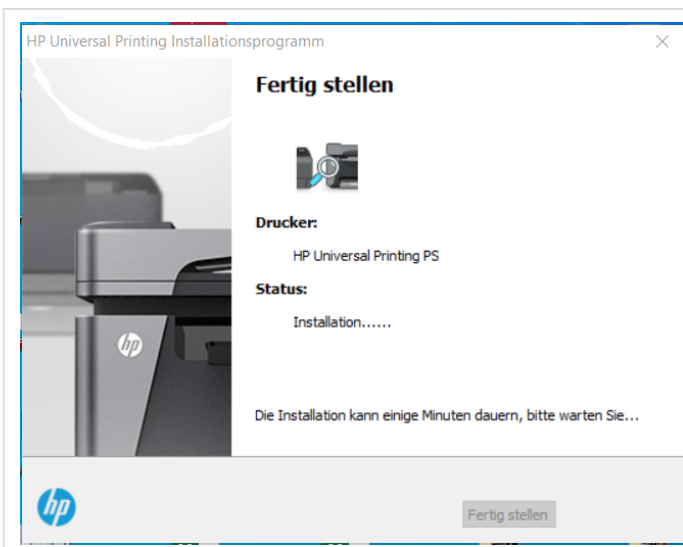 HP Universal Printing Installationsprogramm
Fertig stellen
Drucker:
HP Universal Printing PS
Status:
Installation......
hp
Die Installation kann einige Minuten dauern, bitte warten Sie...
hp
Fertig stellen